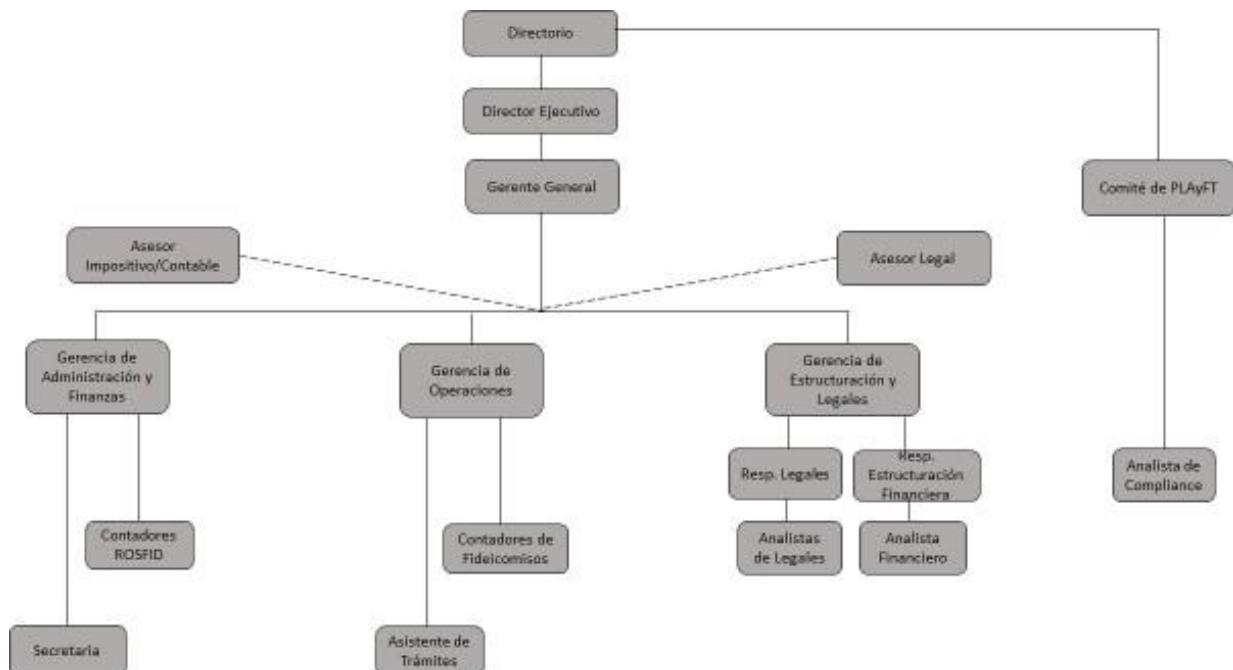 Directorio
Director Ejecutivo
Gerente General
Comité de PLAyFT
Asesor
Impositivo/Contable
Asesor Legal
Gerencia de
Administración y
Finanzas
Gerencia de
Operaciones
Gerencia de
Estructuración y
Legales
Resp. Legales
Resp.
Estructuración
Financiera
Analista de
Compliance
Contadores
ROSFID
Contadores de
Fideicomisos
Analistas
de Legales
Analista
Financiero
Secretaria
Asistente de
Trámites